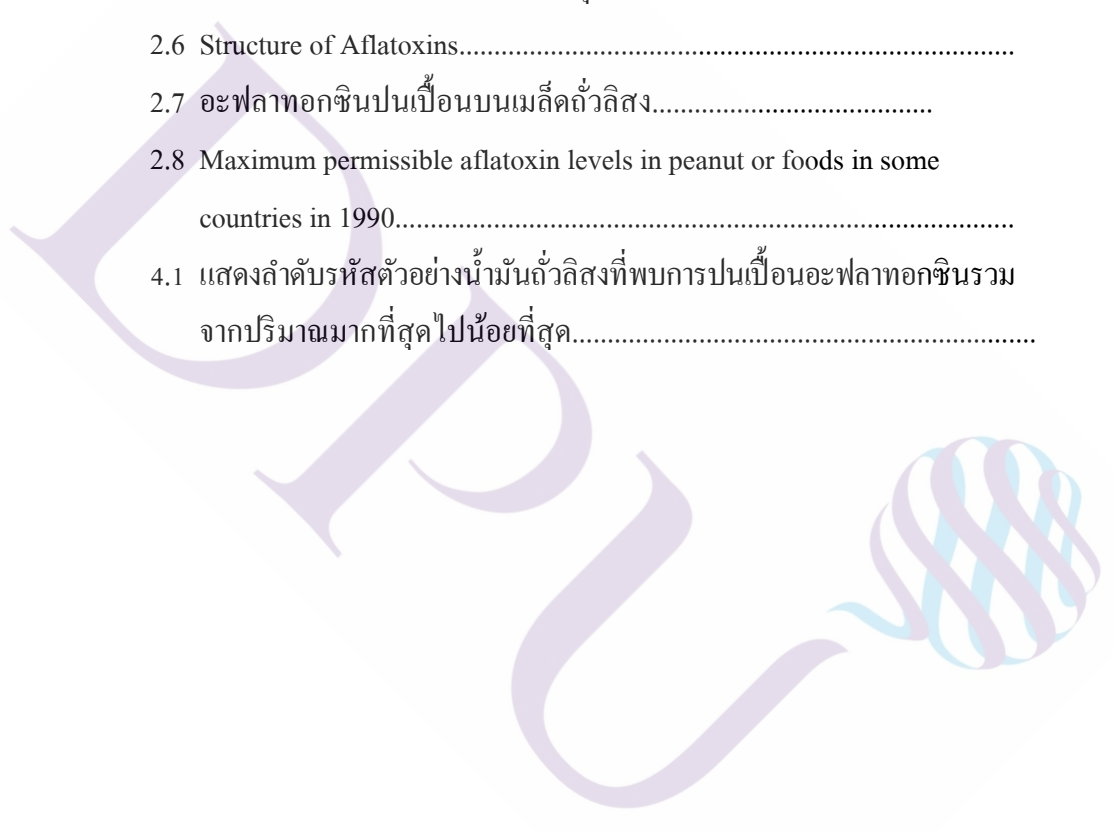 2.6 Structure of Aflatoxins...............................................................................
2.7 อะฟลาทอกซินปนเปื้อนบนเมล็ดถั่วลิสง........................................
2.8 Maximum permissible aflatoxin levels in peanut or foods in some
countries in 1990........................................................................................
4.1 แสดงลำดับรหัสตัวอย่างน้ำมันถั่วลิสงที่พบการปนเปื้อนอะฟลาทอกซินรวม
จากปริมาณมากที่สุดไปน้อยที่สุด..................................................................
DPU